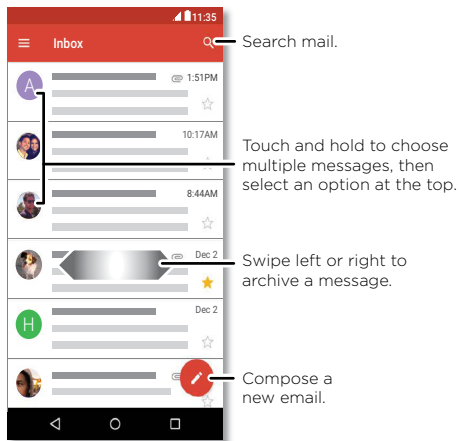 11:35
Inbox
Search mail.
A
1:51PM
10:17AM
Touch and hold to choose
multiple messages, then
select an option at the top.
8:44AM
Dec 2
Swipe left or right to
archive a message.
Dec 2
H
Compose a
new email.